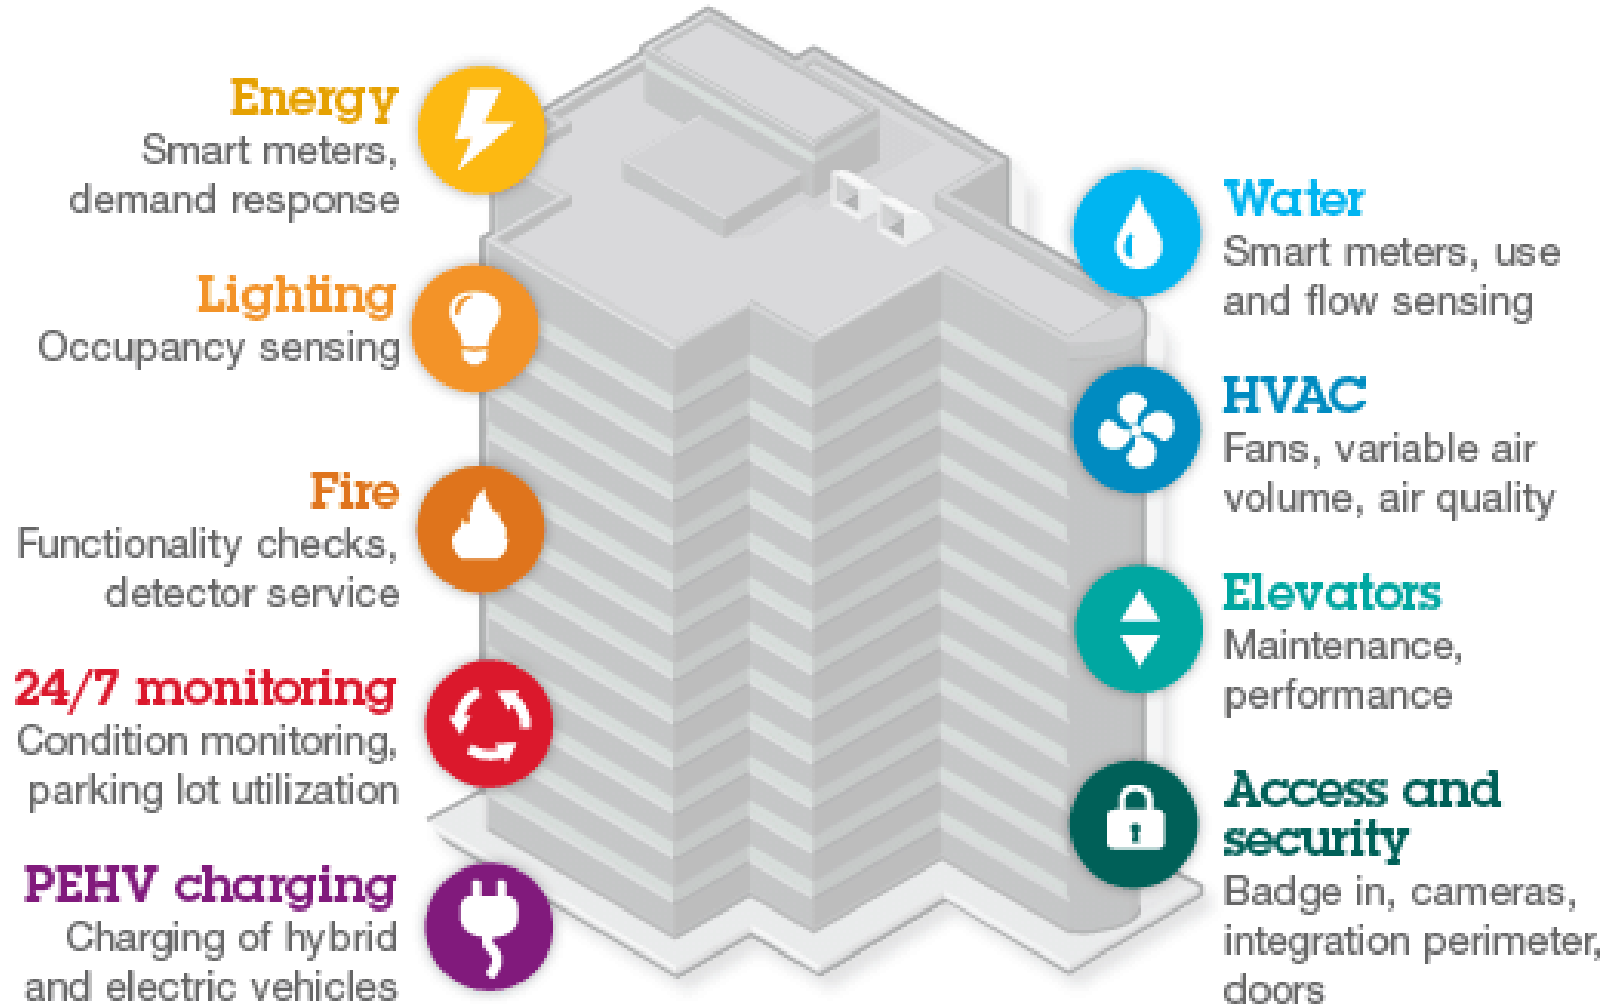 Energy
Smart meters,
demand response
Lighting
Occupancy sensing
Fire
Functionality checks,
detector service
24/7 monitoring
Condition monitoring,
parking lot utilization
PEHV charging
Charging of hybrid
and electric vehicles
Water
Smart meters, use
and flow sensing
HVAC
Fans, variable air
volume, air quality
Elevators
Maintenance,
performance
Access and
security
Badge in, cameras,
integration perimeter,
doors